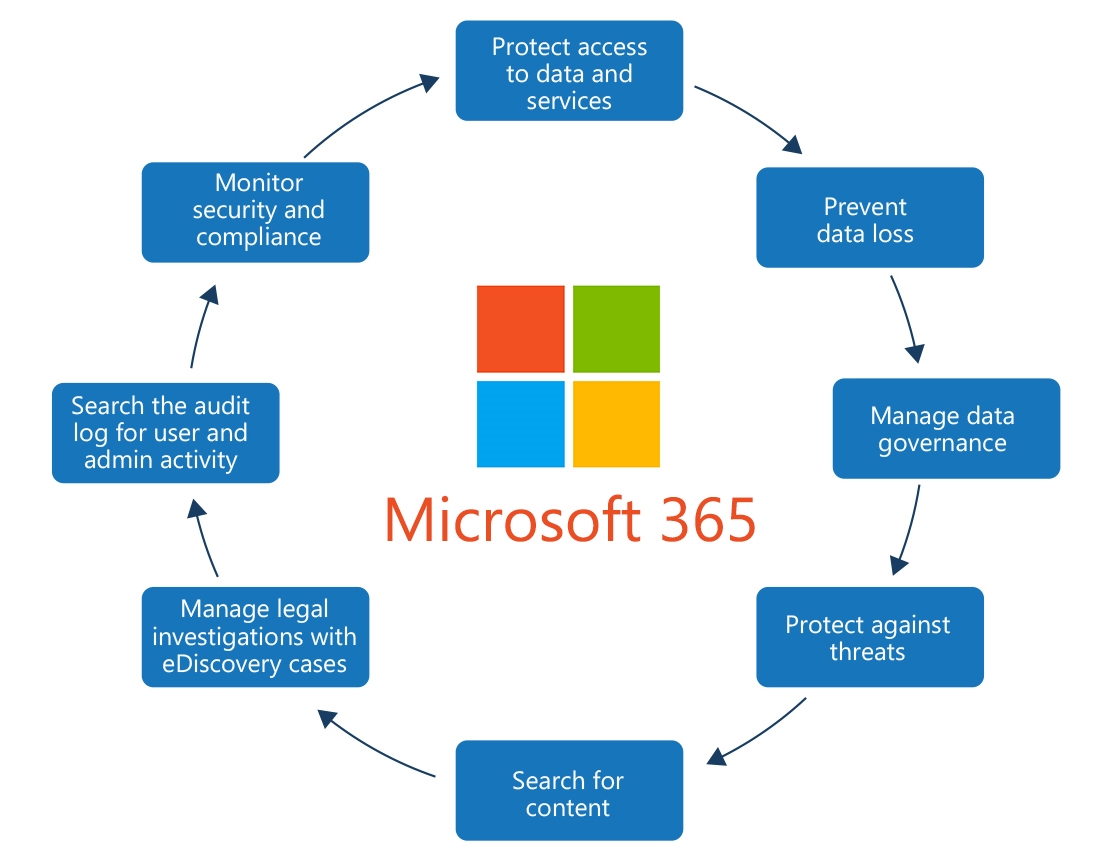 Protect access
to data and
services
Prevent
data loss
Manage data
governance
Protect against
threats
Search for
content
Manage legal
investigations with
eDiscovery cases
Search the audit
log for user and
admin activity
Monitor
security and
compliance
Microsoft 365